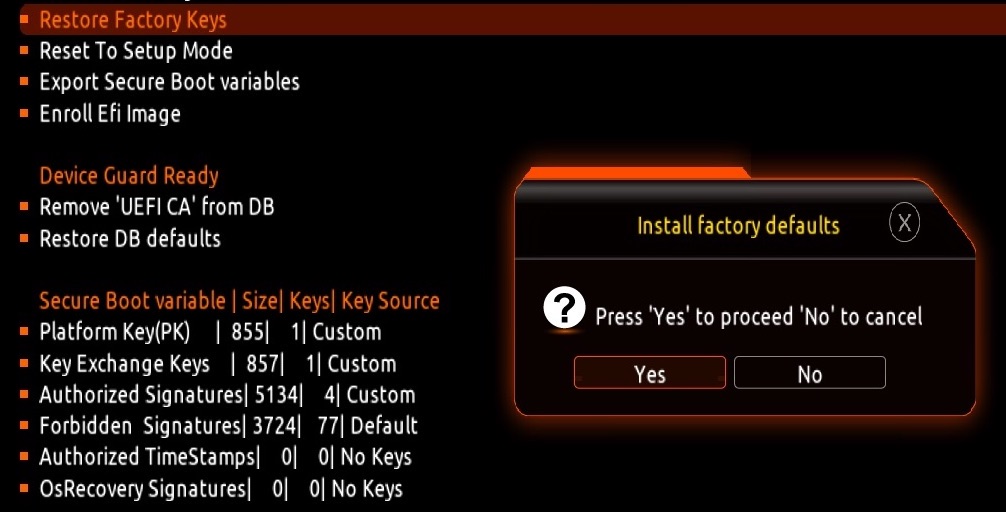 Restore Factory Keys
Reset To Setup Mode
Export Secure Boot variables
Enroll Efi Image
Device Guard Ready
Remove 'UEFI CA' from DB
Restore DB defaults
Secure Boot variable | Size| Keys| Key Source
Platform Key(PK) | 855| 1| Custom
Key Exchange Keys | 857| 1| Custom
Authorized Signatures| 5134| 4| Custom
Forbidden Signatures| 3724| 77| Default
Authorized TimeStamps| 0| 0| No Keys
OsRecovery Signatures| 0| 0| No Keys
Install factory defaults
X
?
Press 'Yes' to proceed 'No' to cancel
Yes
No